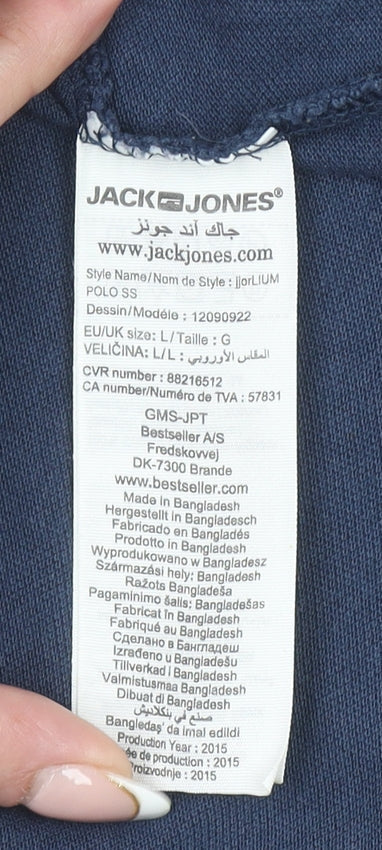 JACK JONES®
جاك آند جونز
www.jackjones.com
Style Name/Nom de Style : jjorLIUM
POLO SS
Dessin/Modéle : 12090922
EU/UK size: L/Taille : G
VELIČINA: L/L : المقاس الأوروبي
CVR number : 88216512
CA number/Numéro de TVA : 57831
GMS-JPT
Bestseller A/S
Fredskovvej
DK-7300 Brande
www.bestseller.com
Made in Bangladesh
Hergestellt in Bangladesch
Fabricado en Bangladés
Prodotto in Bangladesh
Wyprodukowano w Bangladesz
Származási hely: Bangladesh
Ražots Bangladeša
Pagaminimo šalis: Bangladešas
Fabricat în Bangladesh
Fabriqué au Bangladesh
Сделано в Бангладеш
Izrađeno u Bangladešu
Tillverkad i Bangladesh
Valmistusmaa Bangladesh
Dibuat di Bangladesh
صنع في بنكلاديش
Bangledaş' da imal edildi
Production Year : 2015
ée de production : 2015
Proizvodnje : 2015